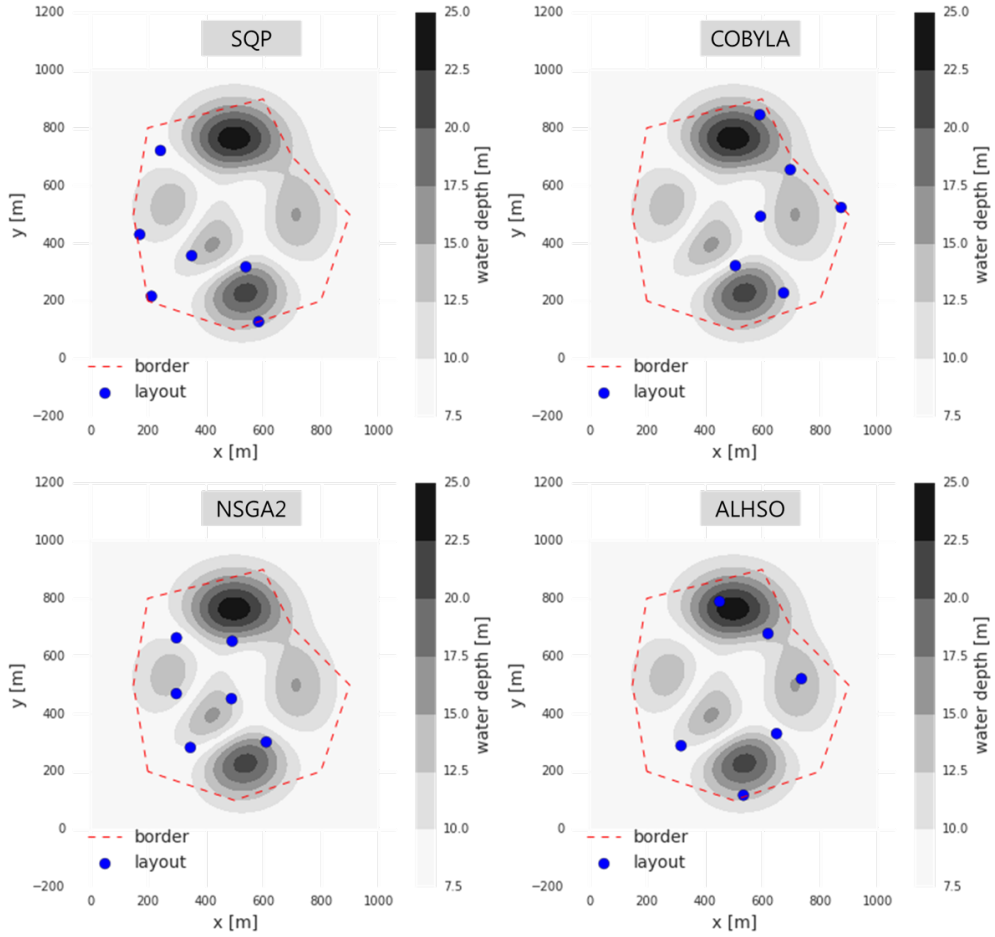 SQP
1200
1000
800
600
400
200
0
−200
y [m]
0 200 400 600 800 1000
x [m]
border
layout
25.0
22.5
20.0
17.5
15.0
12.5
10.0
7.5
water depth [m]
COBYLA
1200
1000
800
600
400
200
0
−200
y [m]
0 200 400 600 800 1000
x [m]
border
layout
25.0
22.5
20.0
17.5
15.0
12.5
10.0
7.5
water depth [m]
NSGA2
1200
1000
800
600
400
200
0
−200
y [m]
0 200 400 600 800 1000
x [m]
border
layout
25.0
22.5
20.0
17.5
15.0
12.5
10.0
7.5
water depth [m]
ALHSO
1200
1000
800
600
400
200
0
−200
y [m]
0 200 400 600 800 1000
x [m]
border
layout
25.0
22.5
20.0
17.5
15.0
12.5
10.0
7.5
water depth [m]